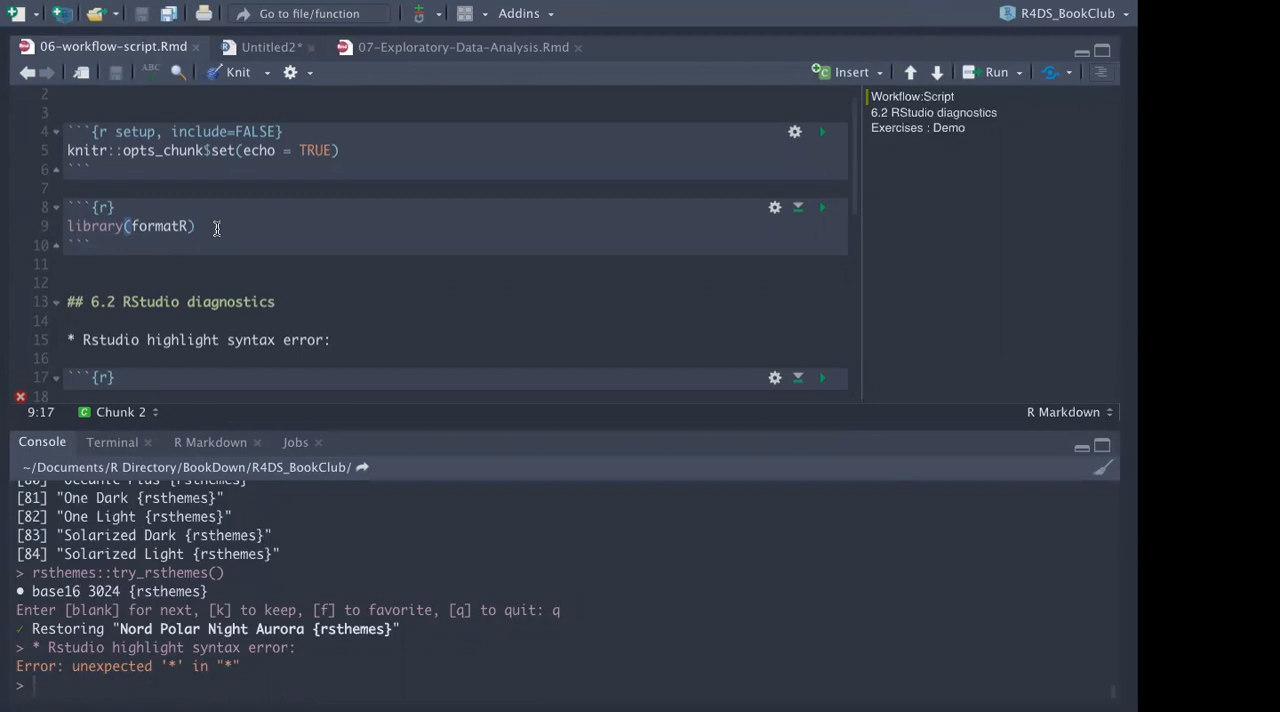 Go to file/function
Addins
R4DS_BookClub
06-workflow-script.Rmd
Untitled2*
07-Exploratory-Data-Analysis.Rmd
ABC
Knit
Insert
Run
2
3
4 ```{r setup, include=FALSE}
5 knitr::opts_chunk$set(echo = TRUE)
6 ```
7
8 ```{r}
9 library(formatR)
10 ```
11
12
13 ## 6.2 RStudio diagnostics
14
15 * Rstudio highlight syntax error:
16
17 ```{r}
18
Workflow:Script
6.2 RStudio diagnostics
Exercises : Demo
9:17
Chunk 2
R Markdown
Console
Terminal
R Markdown
Jobs
~/Documents/R Directory/BookDown/R4DS_BookClub/
[81] "One Dark {rsthemes}"
[82] "One Light {rsthemes}"
[83] "Solarized Dark {rsthemes}"
[84] "Solarized Light {rsthemes}"
> rsthemes::try_rsthemes()
● base16 3024 {rsthemes}
Enter [blank] for next, [k] to keep, [f] to favorite, [q] to quit: q
✓ Restoring "Nord Polar Night Aurora {rsthemes}"
> * Rstudio highlight syntax error:
Error: unexpected '*' in "*"
>